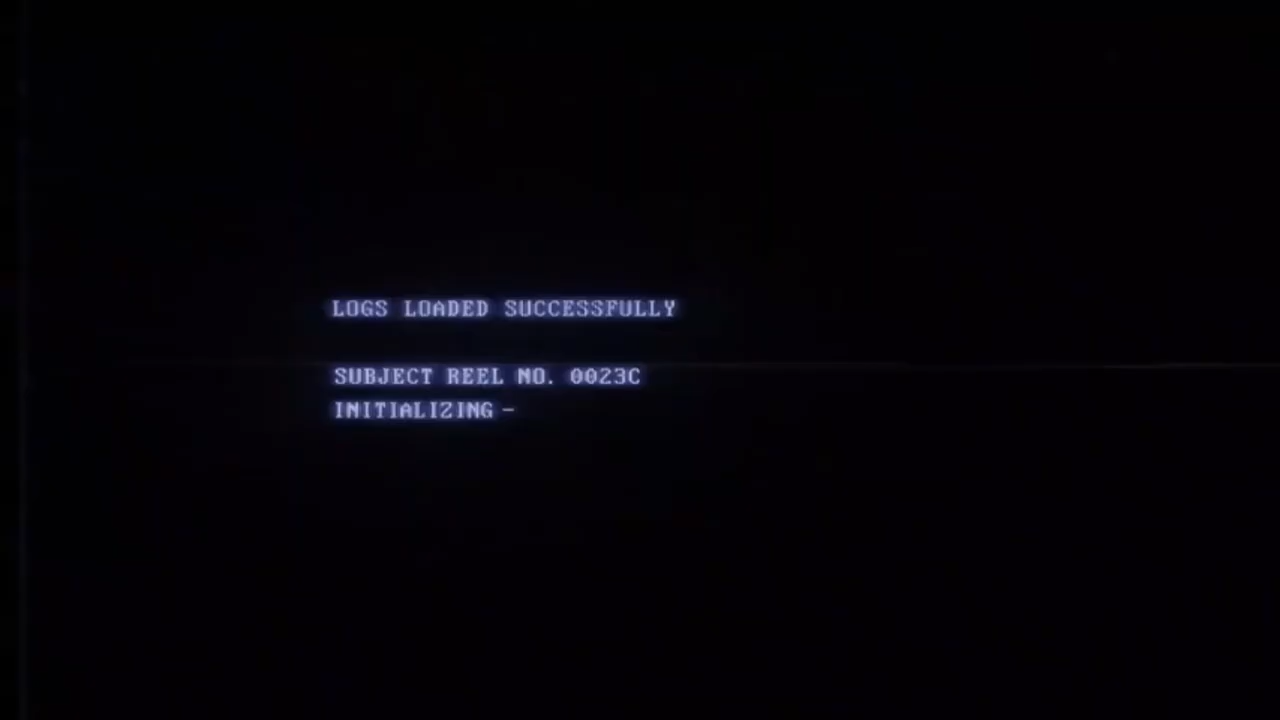 LOGS LOADED SUCCESSFULLY
SUBJECT REEL NO. 0023C
INITIALIZING -